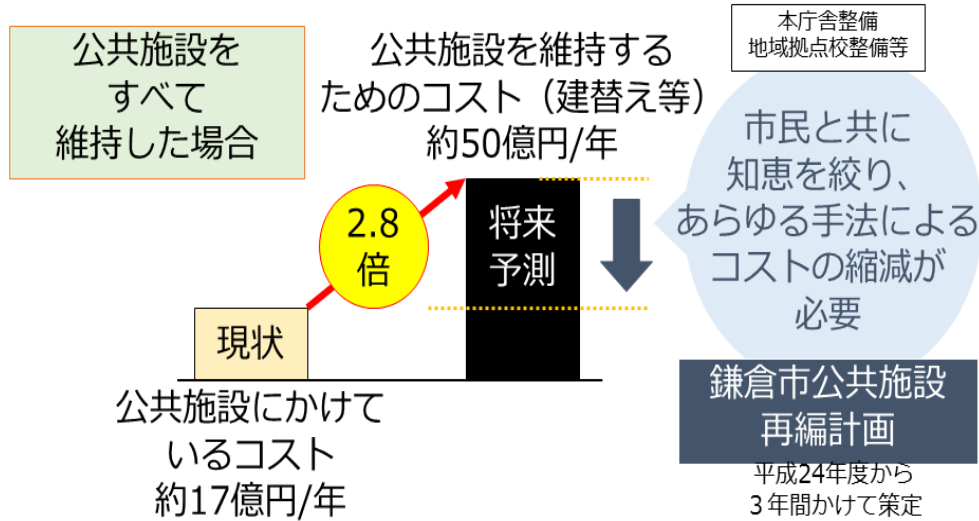 公共施設を
すべて
維持した場合
公共施設を維持する
ためのコスト（建替え等）
約50億円/年
2.8
倍
将来
予測
現状
公共施設にかけて
いるコスト
約17億円/年
本庁舎整備
地域拠点校整備等
市民と共に
知恵を絞り、
あらゆる手法による
コストの縮減が
必要
鎌倉市公共施設
再編計画
平成24年度から
３年間かけて策定